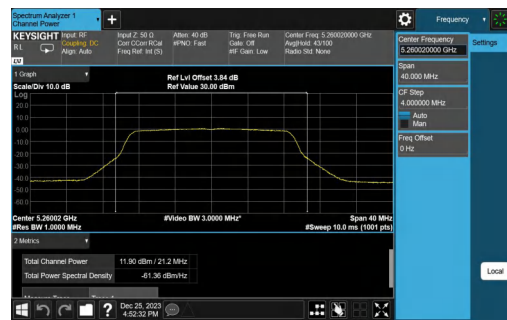 Spectrum Analyzer 1
Channel Power
Frequency
KEYSIGHT
Input: RF
Input Z: 50 Ω
Atten: 40 dB
Trig: Free Run
Center Freq: 5.260020000 GHz
RL
Coupling: DC
Corr CCorr RCal
#PNO: Fast
Gate: Off
Avg|Hold: 43/100
Align: Auto
Freq Ref: Int (S)
#IF Gain: Low
Radio Std: None
Center Frequency
5.260020000 GHz
Settings
Span
40.000 MHz
CF Step
4.000000 MHz
Auto
Man
Freq Offset
0 Hz
Local
1 Graph
Ref Lvl Offset 3.84 dB
Scale/Div 10.0 dB
Ref Value 30.00 dBm
Log
20.0
10.0
0.00
-10.0
-20.0
-30.0
-40.0
-50.0
-60.0
Center 5.26002 GHz
#Video BW 3.0000 MHz*
Span 40 MHz
#Res BW 1.0000 MHz
#Sweep 10.0 ms (1001 pts)
2 Metrics
Total Channel Power
11.90 dBm / 21.2 MHz
Total Power Spectral Density
-61.36 dBm/Hz
Dec 25, 2023
4:52:32 PM